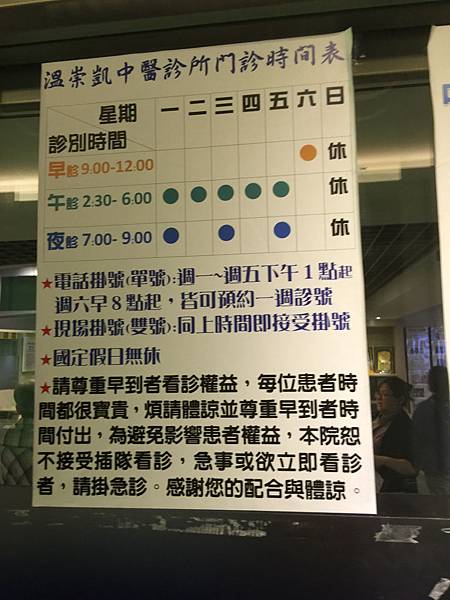 溫崇凱中醫診所門診時間表
星期 一 二 三 四 五 六 日
診別時間
早診 9.00-12.00 ● 休
午診 2.30- 6.00 ● ● ● ● ● 休
夜診 7.00- 9.00 ● ● ● 休
★電話掛號(單號):週一~週五下午1點起
週六早8點起，皆可預約一週診號
★現場掛號(雙號):同上時間即接受掛號
★國定假日無休
★請尊重早到者看診權益，每位患者時
間都很寶貴，煩請體諒並尊重早到者時
間付出，為避免影響患者權益，本院恕
不接受插隊看診，急事或欲立即看診
者，請掛急診。感謝您的配合與體諒。